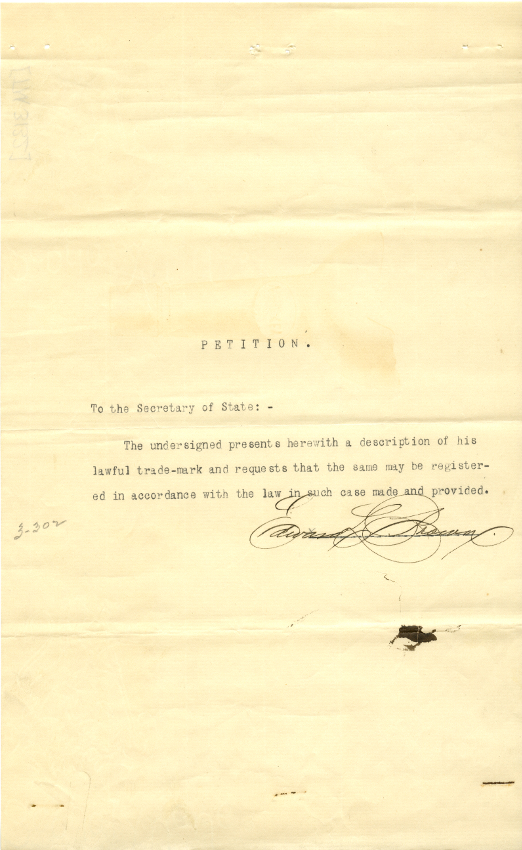 PETITION.
To the Secretary of State: -
The undersigned presents herewith a description of his
lawful trade-mark and requests that the same may be register-
ed in accordance with the law in such case made and provided.
3-302
Edward Brown